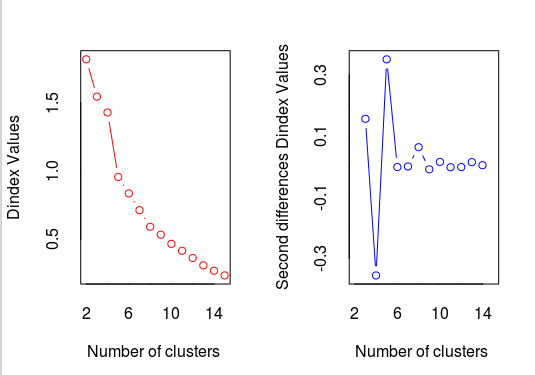 Dindex Values
0.5 1.0 1.5
2 6 10 14
Number of clusters
Second differences Dindex Values
-0.3 -0.1 0.1 0.3
2 6 10 14
Number of clusters